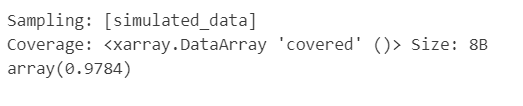 Sampling: [simulated_data]
Coverage: <xarray.DataArray 'covered' ()> Size: 8B
array(0.9784)